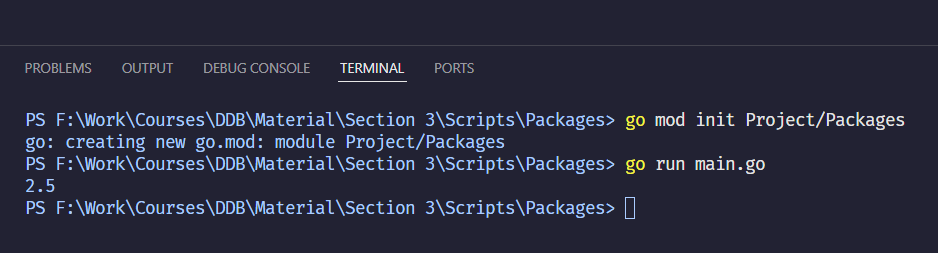 PROBLEMS OUTPUT DEBUG CONSOLE TERMINAL PORTS
PS F:\Work\Courses\DDB\Material\Section 3\Scripts\Packages> go mod init Project/Packages
go: creating new go.mod: module Project/Packages
PS F:\Work\Courses\DDB\Material\Section 3\Scripts\Packages> go run main.go
2.5
PS F:\Work\Courses\DDB\Material\Section 3\Scripts\Packages>